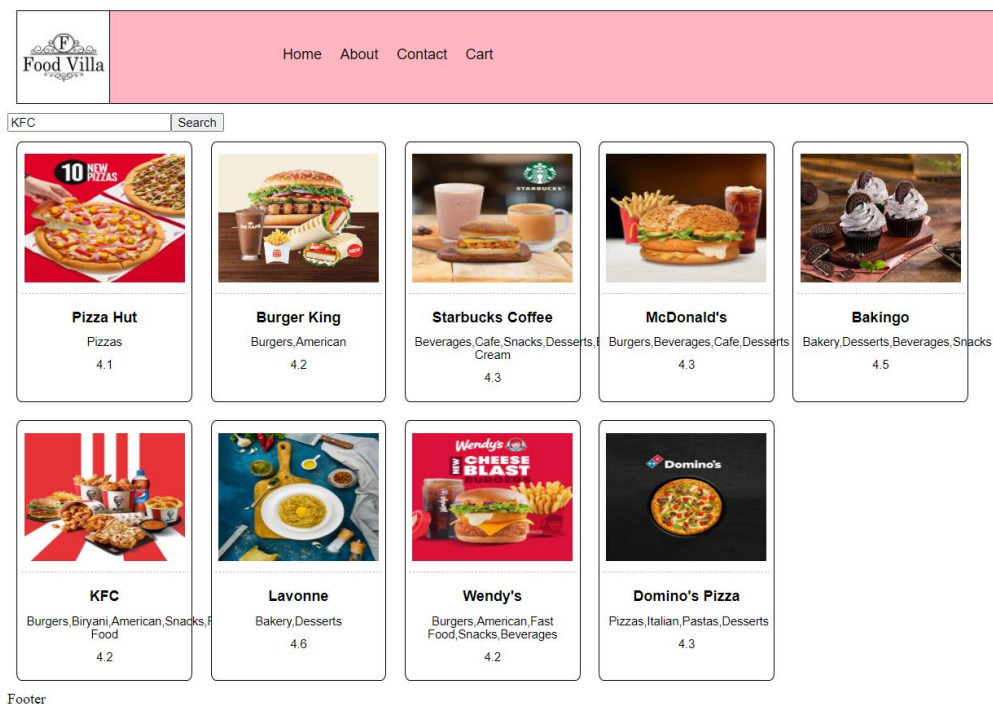 F
Food Villa
Home About Contact Cart
KFC Search
10 NEW PIZZAS
STARBUCKS
NEW
Pizza Hut
Pizzas
4.1
Burger King
Burgers,American
4.2
Starbucks Coffee
Beverages,Cafe,Snacks,Desserts,
Cream
4.3
McDonald's
Burgers,Beverages,Cafe,Desserts
4.3
Bakingo
Bakery,Desserts,Beverages,Snacks
4.5
Wendy's
NEW CHEESE
BLAST
BURGERS
Wendy's
Domino's
KFC
Burgers,Biryani,American,Snacks,
Food
4.2
Lavonne
Bakery,Desserts
4.6
Wendy's
Burgers,American,Fast
Food,Snacks,Beverages
4.2
Domino's Pizza
Pizzas,Italian,Pastas,Desserts
4.3
Footer